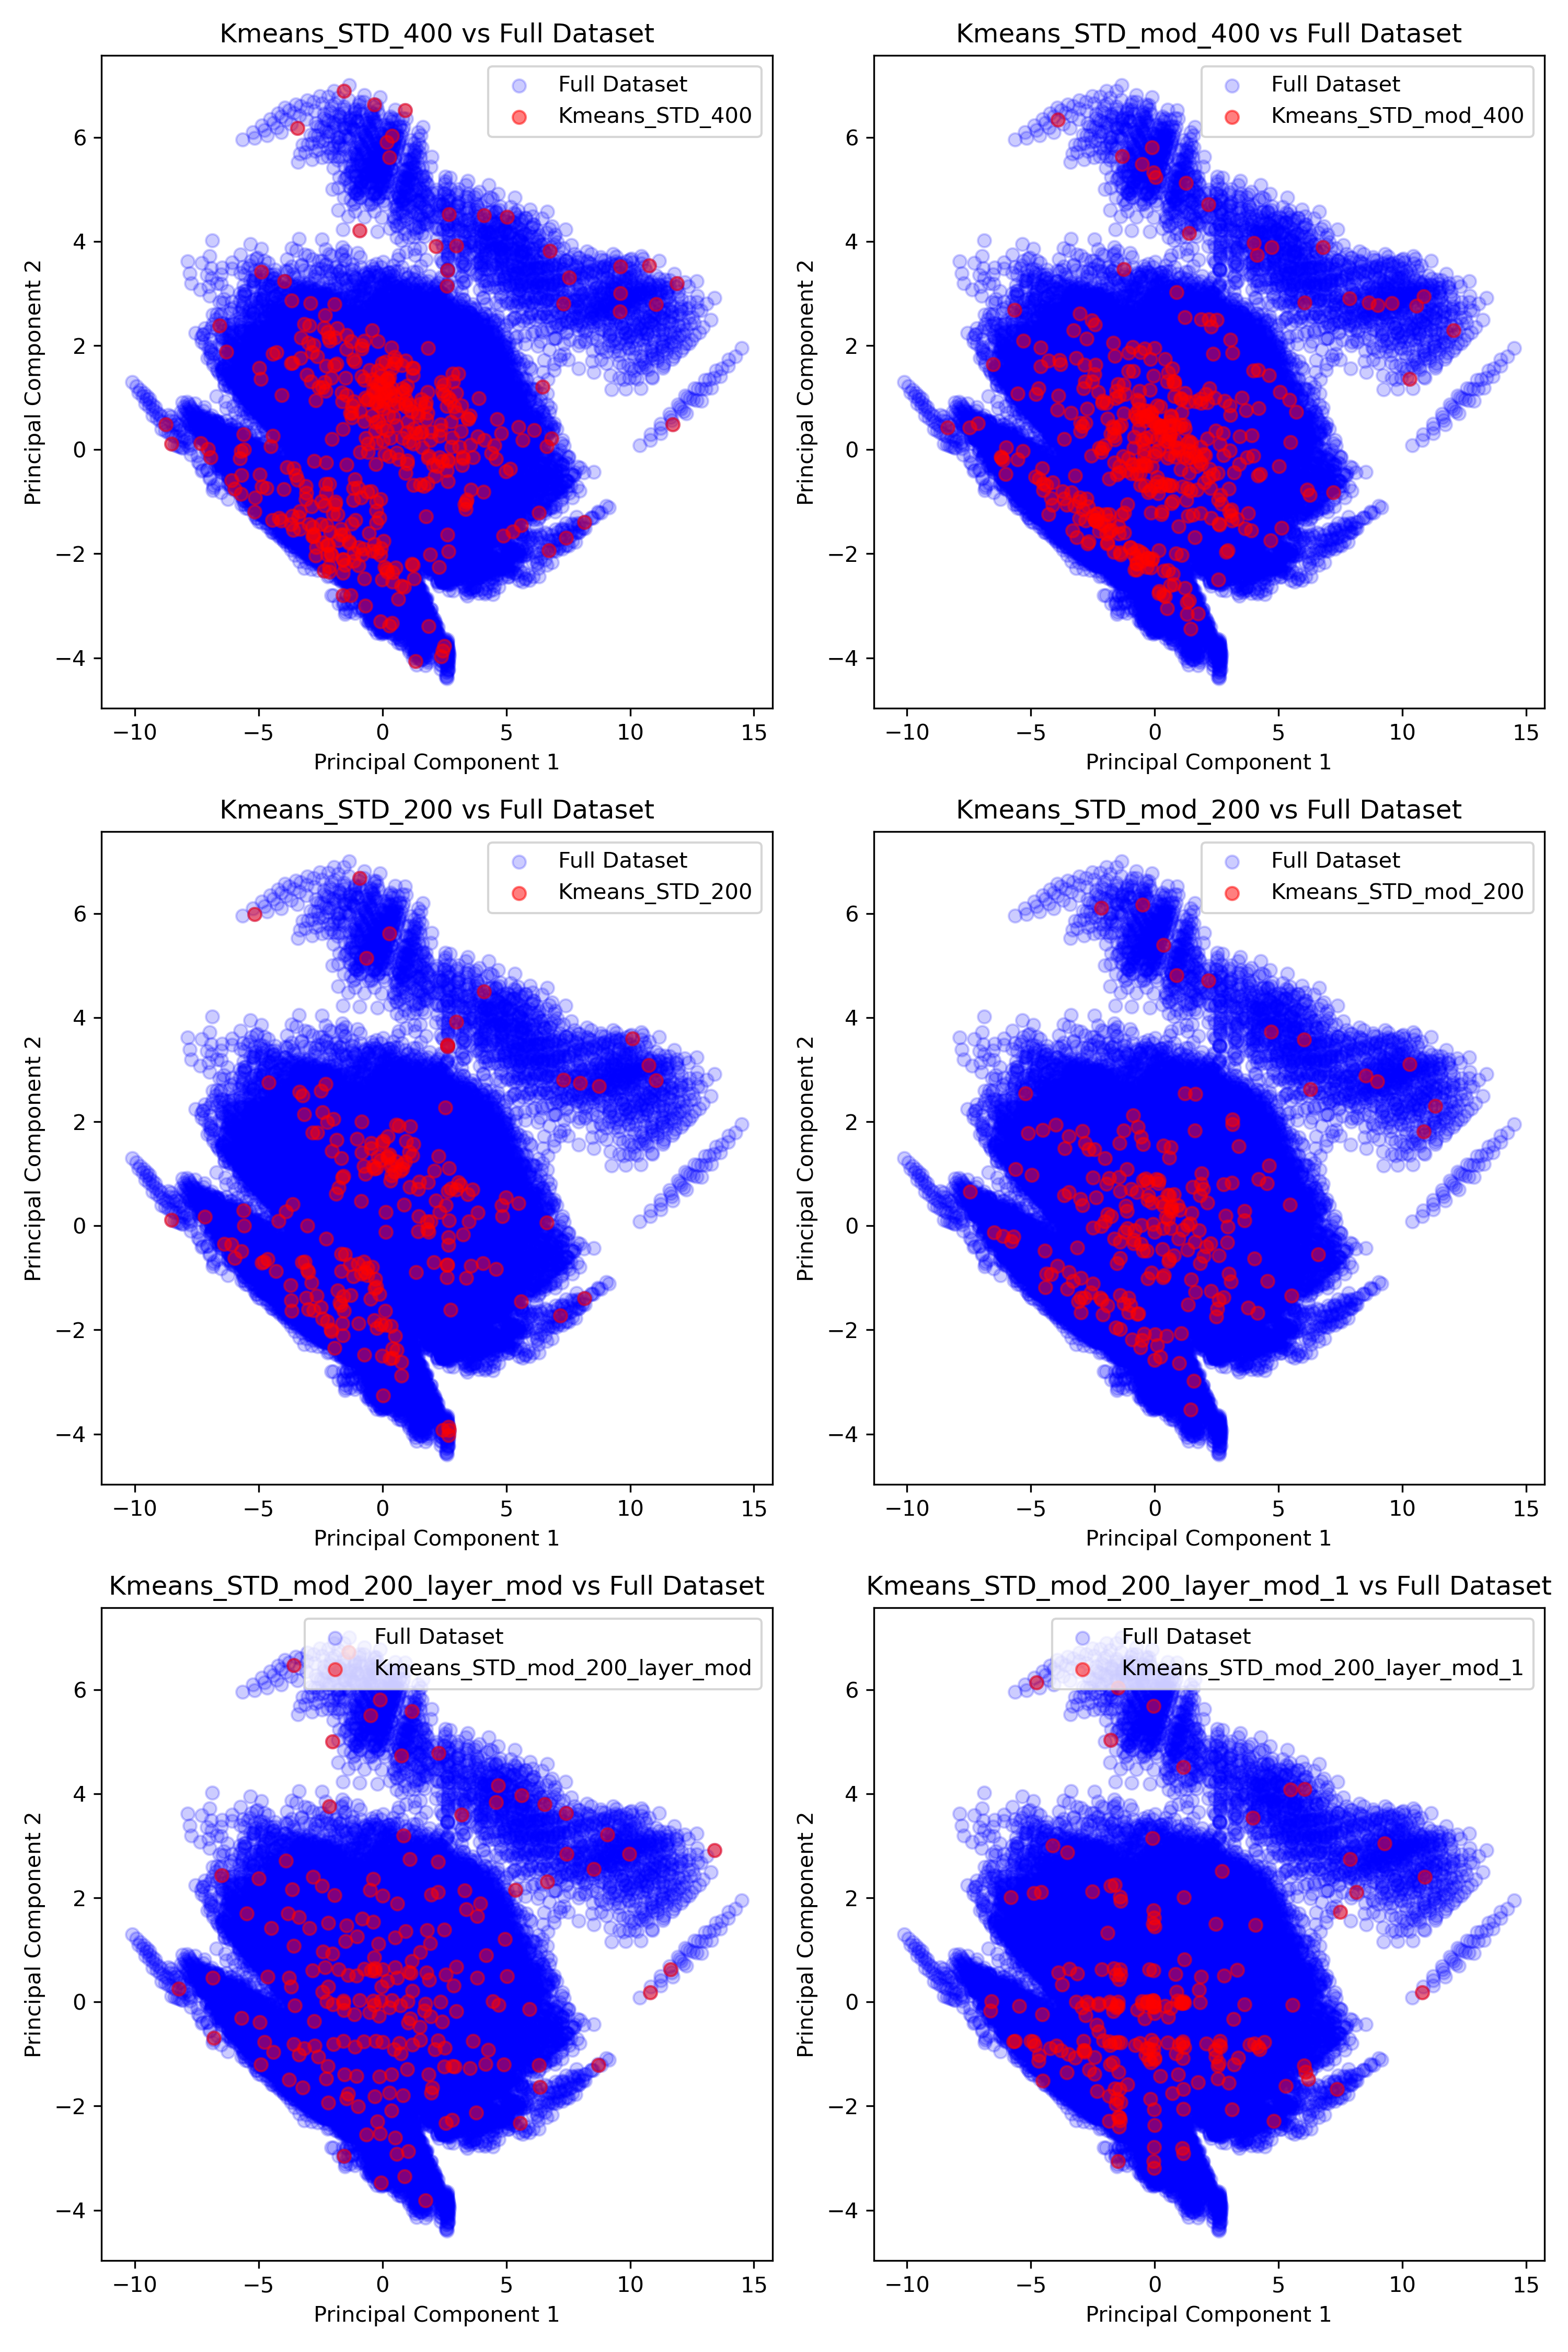 Kmeans_STD_400 vs Full Dataset
Full Dataset
Kmeans_STD_400
Principal Component 2
6
4
2
0
−2
−4
−10 −5 0 5 10 15
Principal Component 1
Kmeans_STD_mod_400 vs Full Dataset
Full Dataset
Kmeans_STD_mod_400
Principal Component 2
6
4
2
0
−2
−4
−10 −5 0 5 10 15
Principal Component 1
Kmeans_STD_200 vs Full Dataset
Full Dataset
Kmeans_STD_200
Principal Component 2
6
4
2
0
−2
−4
−10 −5 0 5 10 15
Principal Component 1
Kmeans_STD_mod_200 vs Full Dataset
Full Dataset
Kmeans_STD_mod_200
Principal Component 2
6
4
2
0
−2
−4
−10 −5 0 5 10 15
Principal Component 1
Kmeans_STD_mod_200_layer_mod vs Full Dataset
Full Dataset
Kmeans_STD_mod_200_layer_mod
Principal Component 2
6
4
2
0
−2
−4
−10 −5 0 5 10 15
Principal Component 1
Kmeans_STD_mod_200_layer_mod_1 vs Full Dataset
Full Dataset
Kmeans_STD_mod_200_layer_mod_1
Principal Component 2
6
4
2
0
−2
−4
−10 −5 0 5 10 15
Principal Component 1